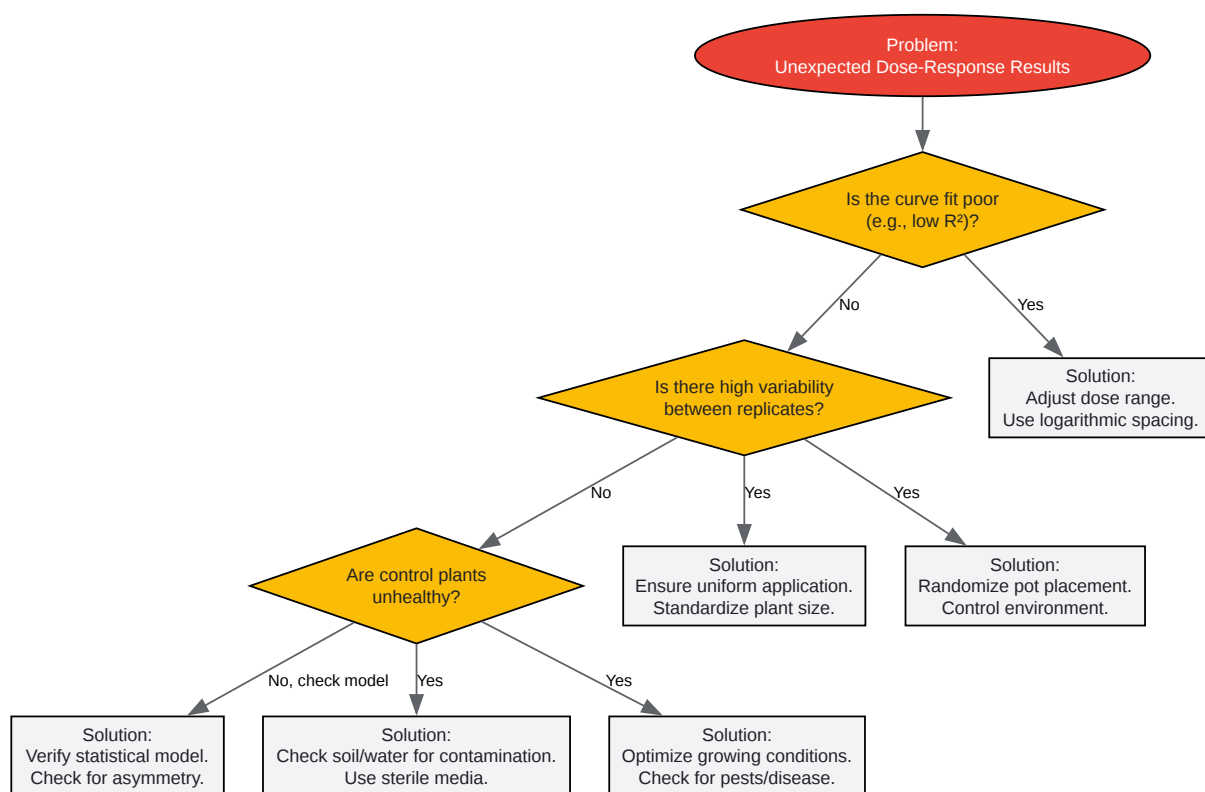 Problem:
Unexpected Dose-Response Results
Is the curve fit poor
(e.g., low R²)?
No
Yes
Is there high variability
between replicates?
Solution:
Adjust dose range.
Use logarithmic spacing.
No
Yes
Yes
Are control plants
unhealthy?
Solution:
Ensure uniform application.
Standardize plant size.
Solution:
Randomize pot placement.
Control environment.
No, check model
Yes
Yes
Solution:
Verify statistical model.
Check for asymmetry.
Solution:
Check soil/water for contamination.
Use sterile media.
Solution:
Optimize growing conditions.
Check for pests/disease.